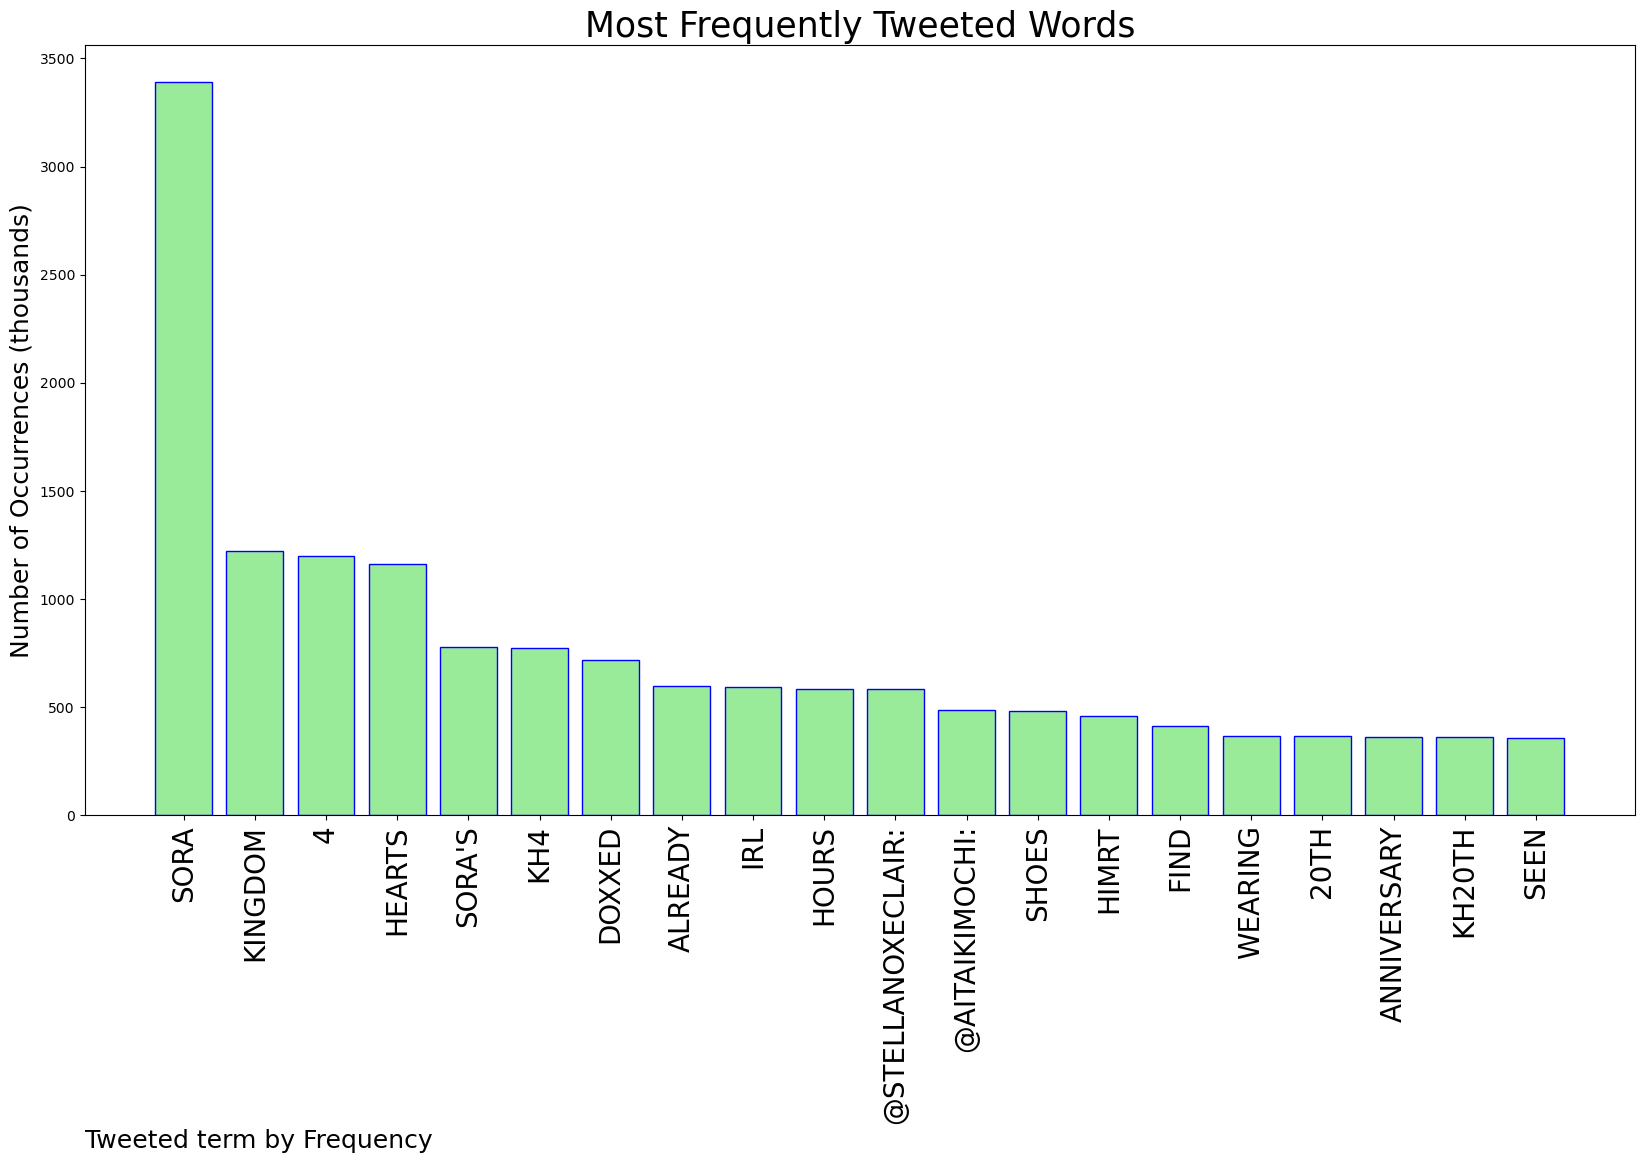 Most Frequently Tweeted Words
Number of Occurrences (thousands)
3500
3000
2500
2000
1500
1000
500
0
SORA
KINGDOM
4
HEARTS
SORA'S
KH4
DOXXED
ALREADY
IRL
HOURS
@STELLANOXECLAIR:
@AITAIKIMOCHI:
SHOES
HIMRT
FIND
WEARING
20TH
ANNIVERSARY
KH20TH
SEEN
Tweeted term by Frequency